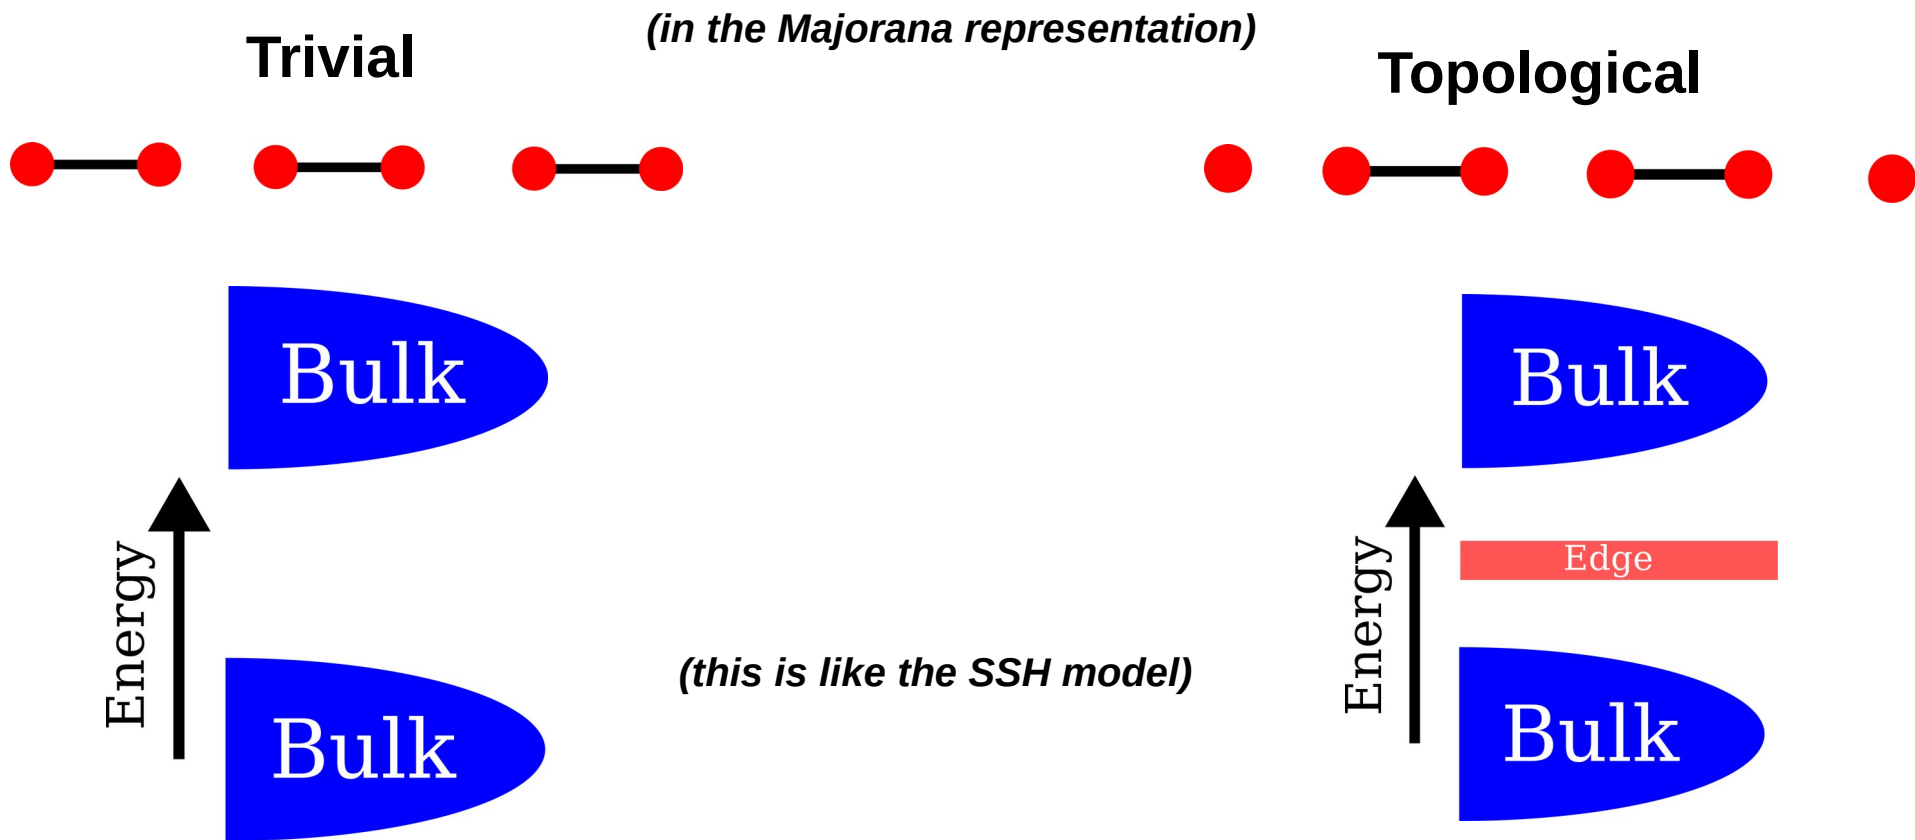 (in the Majorana representation)
Trivial
Topological
Bulk
Bulk
Energy
Energy
Edge
(this is like the SSH model)
Bulk
Bulk